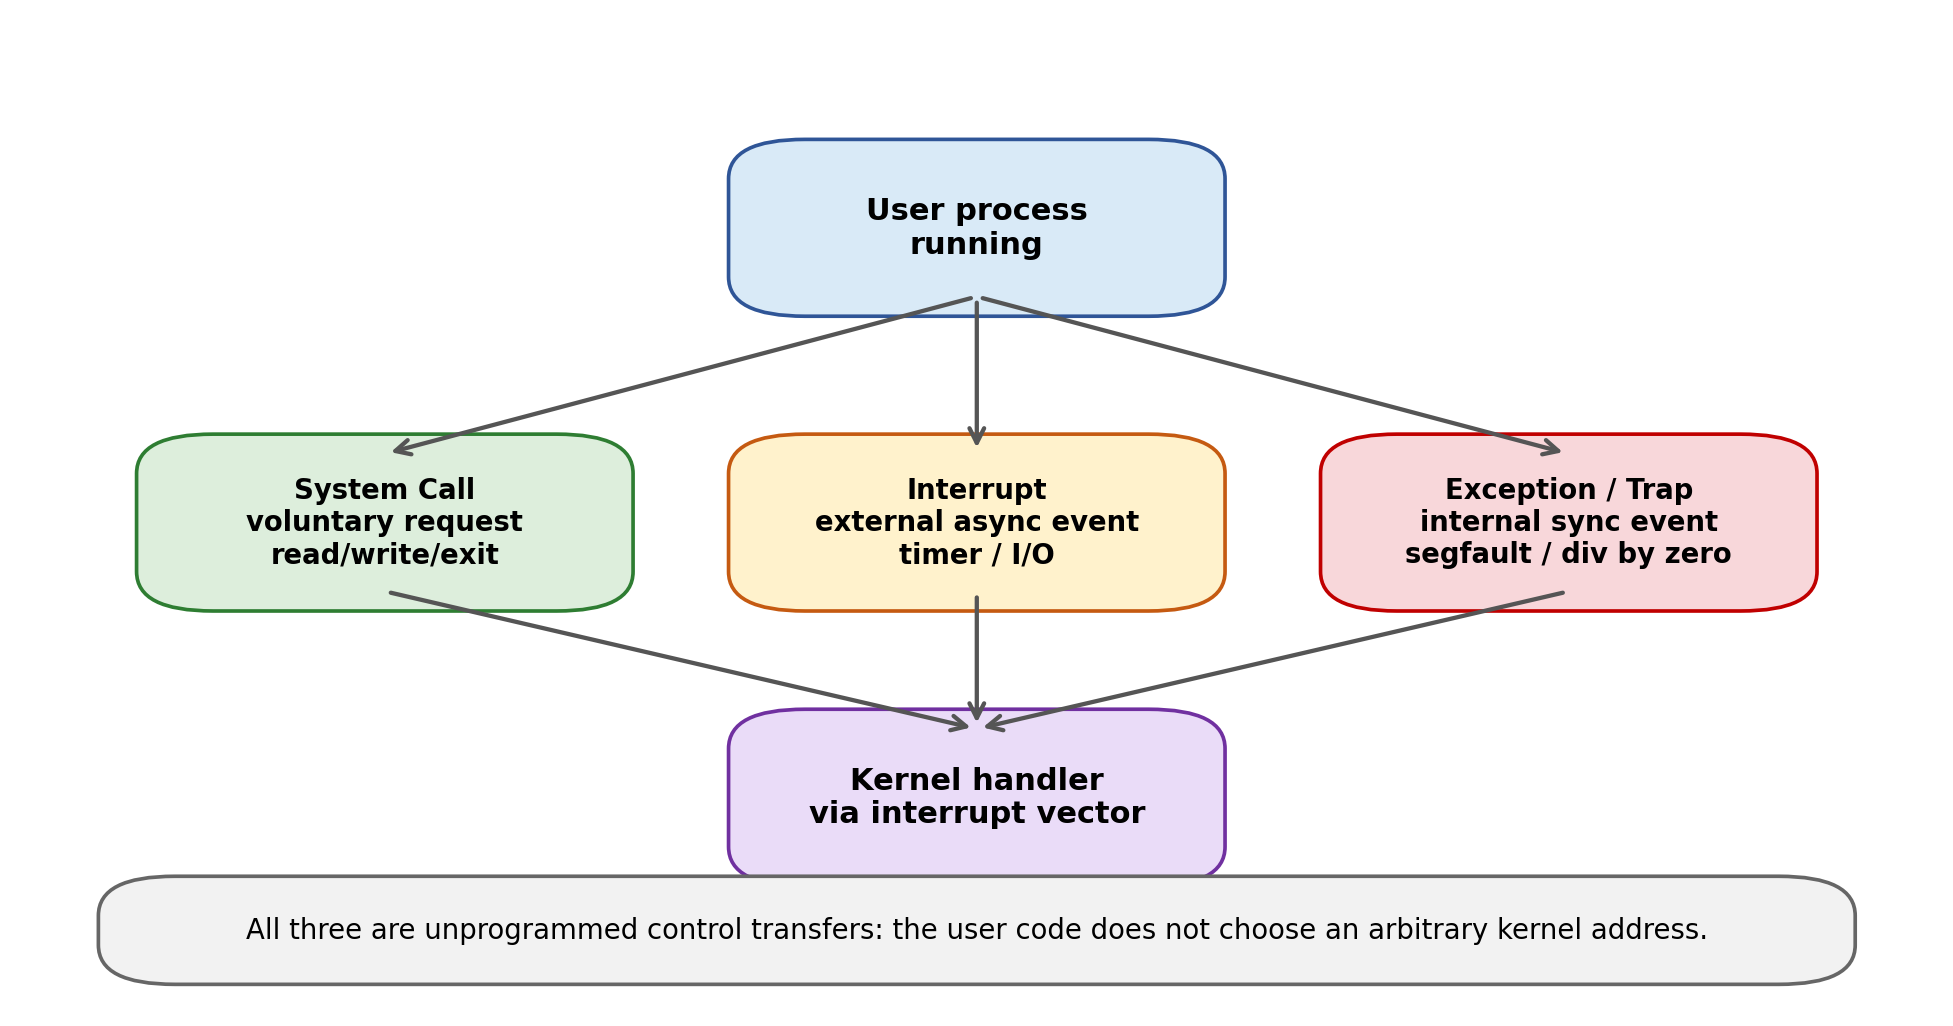 User process
running
System Call
voluntary request
read/write/exit
Interrupt
external async event
timer / I/O
Exception / Trap
internal sync event
segfault / div by zero
Kernel handler
via interrupt vector
All three are unprogrammed control transfers: the user code does not choose an arbitrary kernel address.